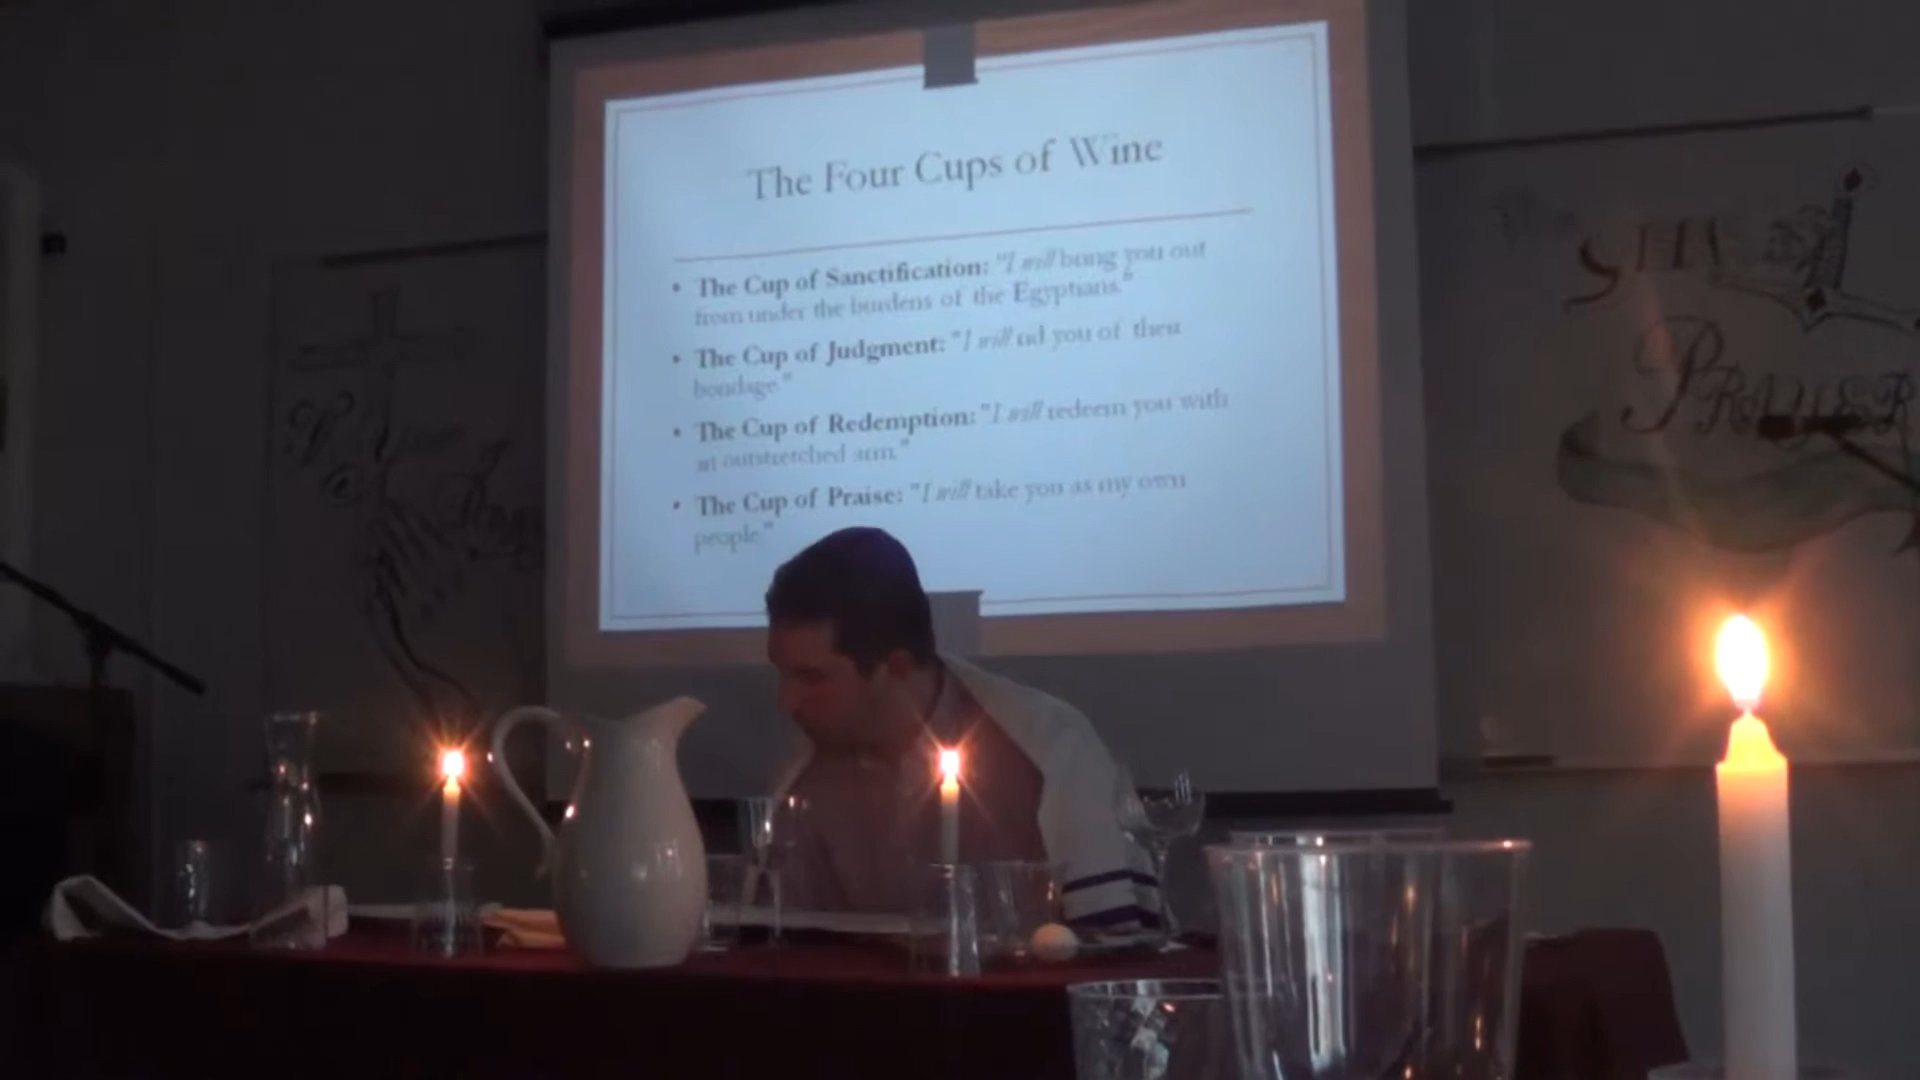 The Four Cups of Wine
• The Cup of Sanctification: "I will bring you out
from under the burdens of the Egyptians."
• The Cup of Judgment: "I will rid you of their
bondage."
• The Cup of Redemption: "I will redeem you with
an outstretched arm."
• The Cup of Praise: "I will take you as my own
people."
PRAYER